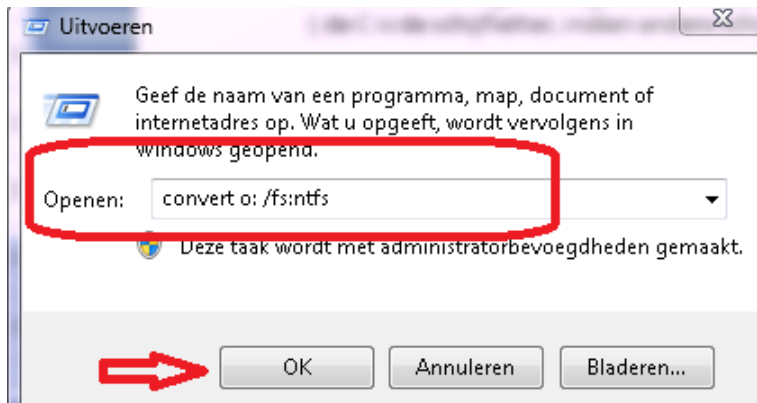 Uitvoeren
Geef de naam van een programma, map, document of
internetadres op. Wat u opgeeft, wordt vervolgens in
Windows geopend.
Openen: convert o: /fs:ntfs
Deze taak wordt met administratorbevoegdheden gemaakt.
OK Annuleren Bladeren...